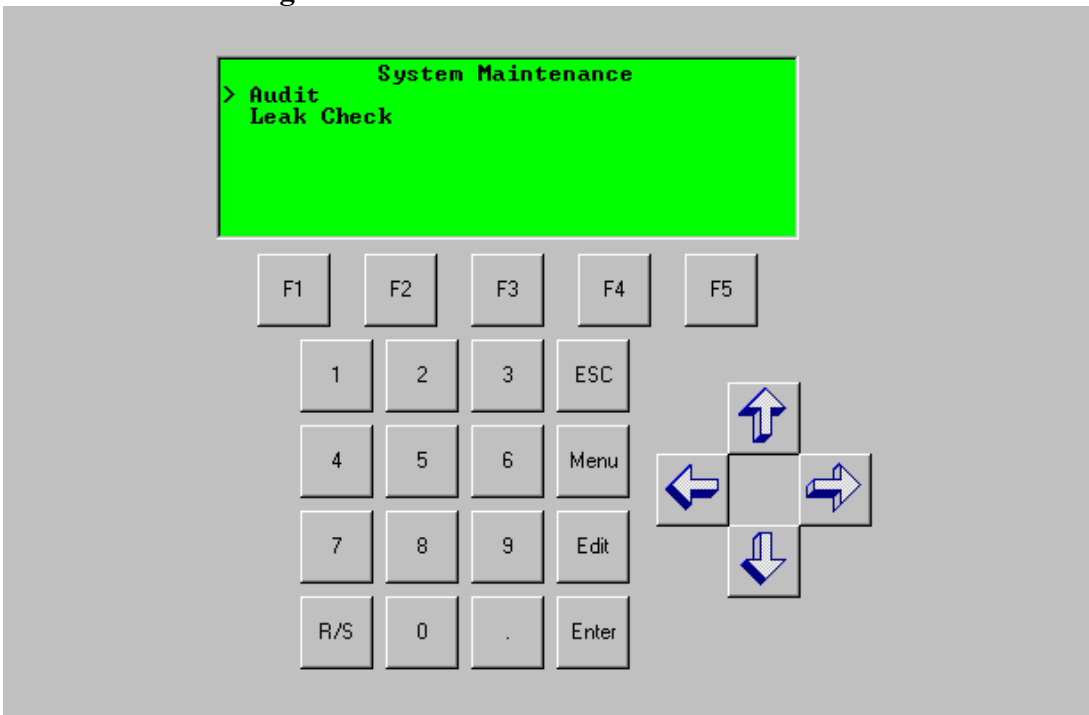 System Maintenance
> Audit
Leak Check
F1 F2 F3 F4 F5
1 2 3 ESC
4 5 6 Menu
7 8 9 Edit
R/S 0 . Enter